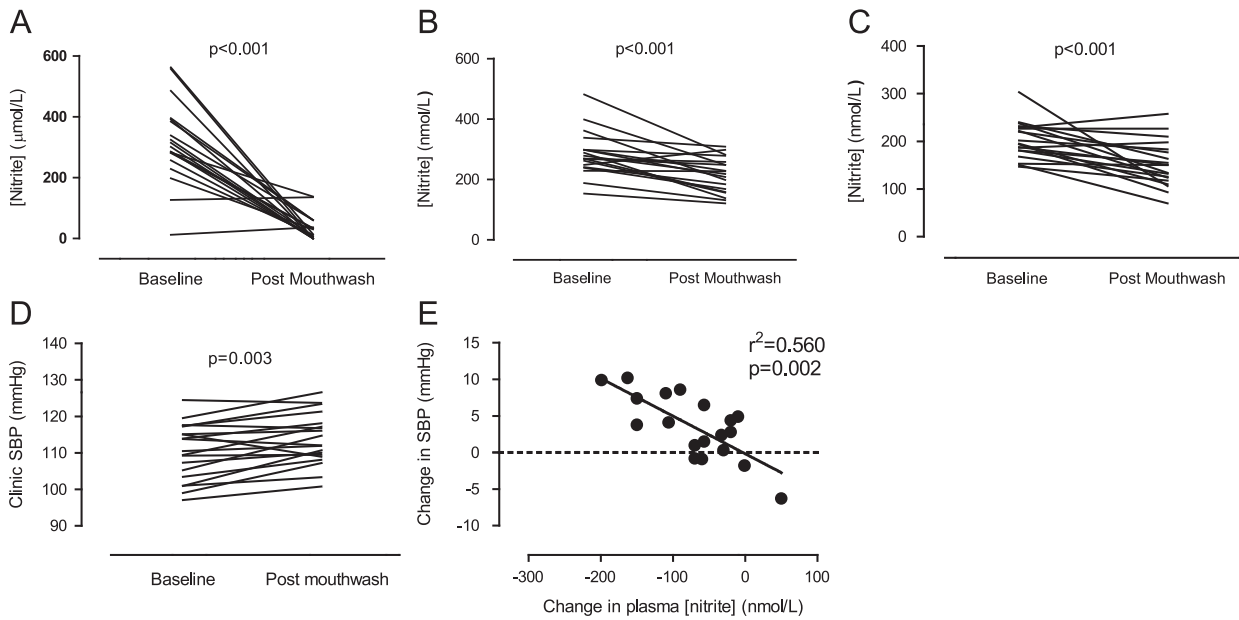 A
p<0.001
[Nitrite] (μmol/L)
600
400
200
0
Baseline
Post Mouthwash
B
p<0.001
[Nitrite] (nmol/L)
600
400
200
0
Baseline
Post Mouthwash
C
p<0.001
[Nitrite] (nmol/L)
400
300
200
100
0
Baseline
Post Mouthwash
D
p=0.003
Clinic SBP (mmHg)
140
130
120
110
100
90
Baseline
Post mouthwash
E
r²=0.560
p=0.002
Change in SBP (mmHg)
15
10
5
0
-5
-10
-300
-200
-100
0
100
Change in plasma [nitrite] (nmol/L)